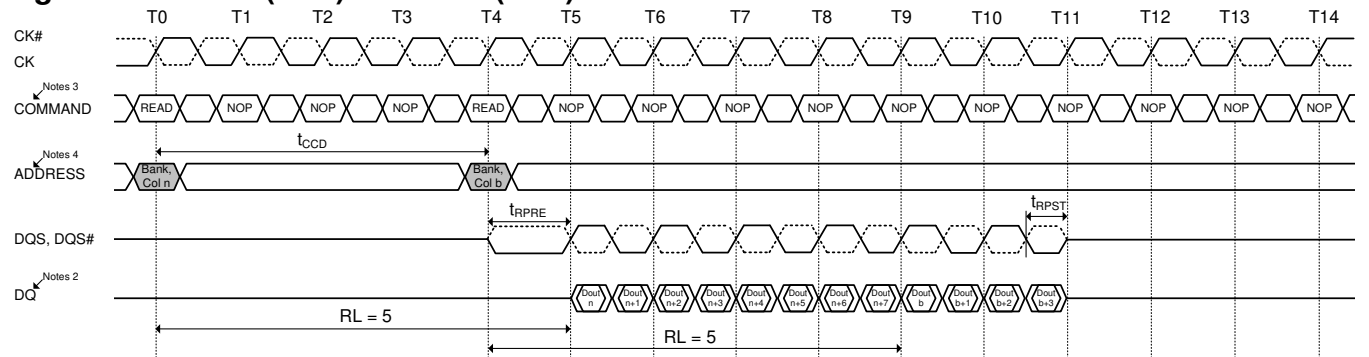 T0 T1 T2 T3 T4 T5 T6 T7 T8 T9 T10 T11 T12 T13 T14
CK#
CK
Notes 3
COMMAND READ NOP NOP NOP READ NOP NOP NOP NOP NOP NOP NOP NOP NOP NOP
tCCD
Notes 4
ADDRESS
Bank, Col n
Bank, Col b
tRPRE
tRPST
DQS, DQS#
Notes 2
DQ
Dout n
Dout n+1
Dout n+2
Dout n+3
Dout n+4
Dout n+5
Dout n+6
Dout n+7
Dout b
Dout b+1
Dout b+2
Dout b+3
RL = 5
RL = 5